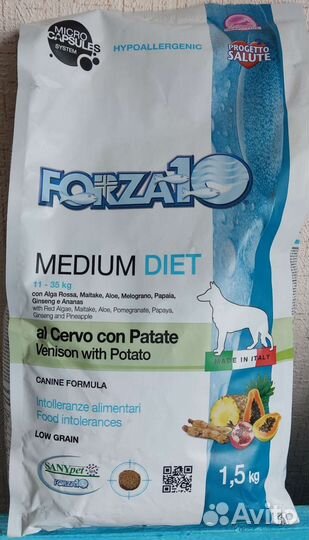 MICRO
CAPSULES
SYSTEM
HYPOALLERGENIC
PROGETTO
SALUTE
FORZA10
MEDIUM DIET
11 - 35 kg
con Alga Rossa, Maitake, Aloe, Melograno, Papaia,
Ginseng e Ananas
with Red Algae, Maitake, Aloe, Pomegranate, Papaya,
Ginseng and Pineapple
al Cervo con Patate
Venison with Potato
MADE IN ITALY
CANINE FORMULA
Intolleranze alimentari
Food intolerances
LOW GRAIN
SANYpet
FORZA10
1,5 kg
Avito